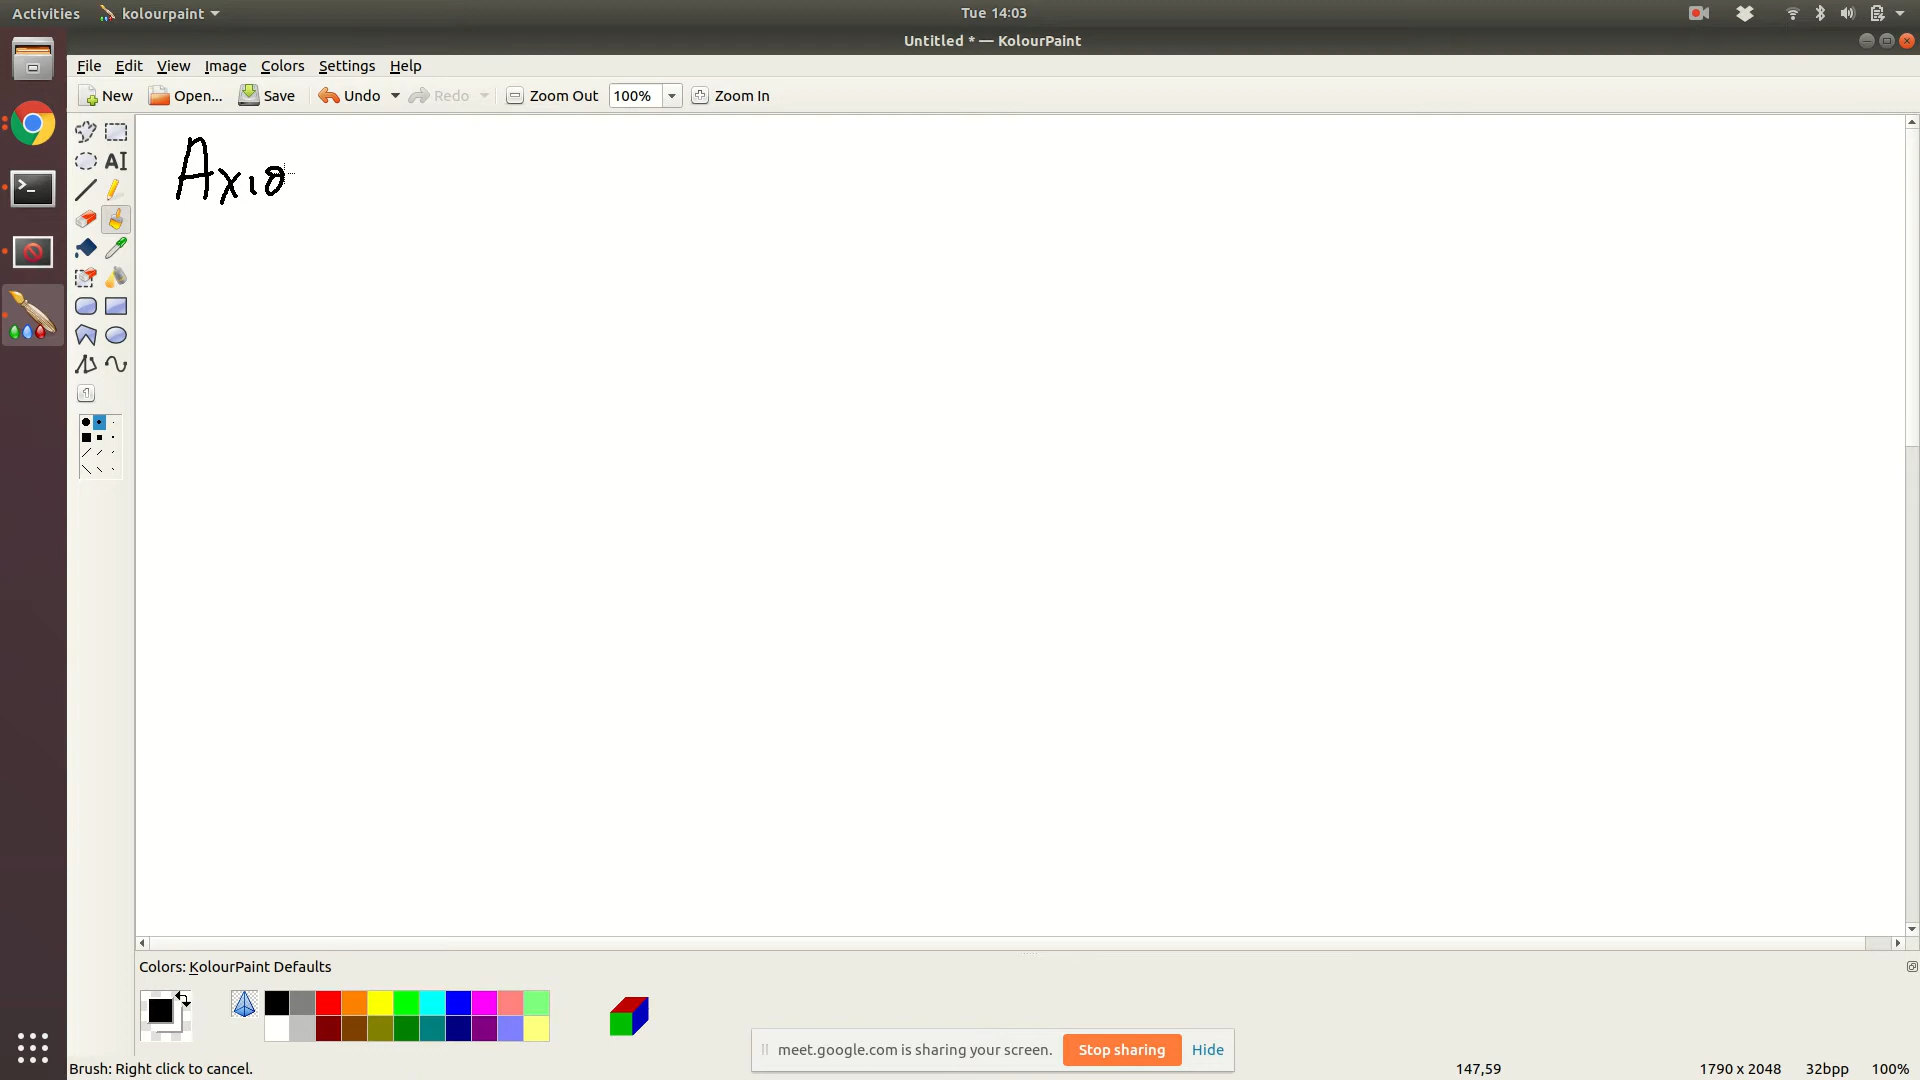 Activities kolourpaint Tue 14:03
Untitled * — KolourPaint
File Edit View Image Colors Settings Help
New Open... Save Undo Redo Zoom Out 100% Zoom In
Axio
Colors: KolourPaint Defaults
meet.google.com is sharing your screen. Stop sharing Hide
Brush: Right click to cancel. 147,59 1790 x 2048 32bpp 100%